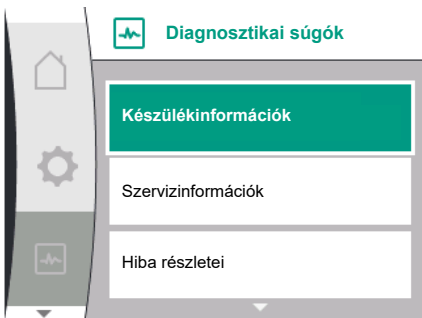 Diagnosztikai súgók
Készülékinformációk
Szervizinformációk
Hiba részletei